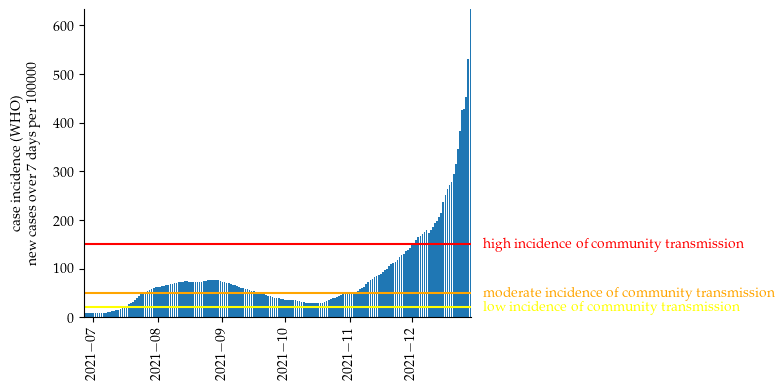 600
500
400
300
200
100
0
case incidence (WHO)
new cases over 7 days per 100000
high incidence of community transmission
moderate incidence of community transmission
low incidence of community transmission
2021−07
2021−08
2021−09
2021−10
2021−11
2021−12